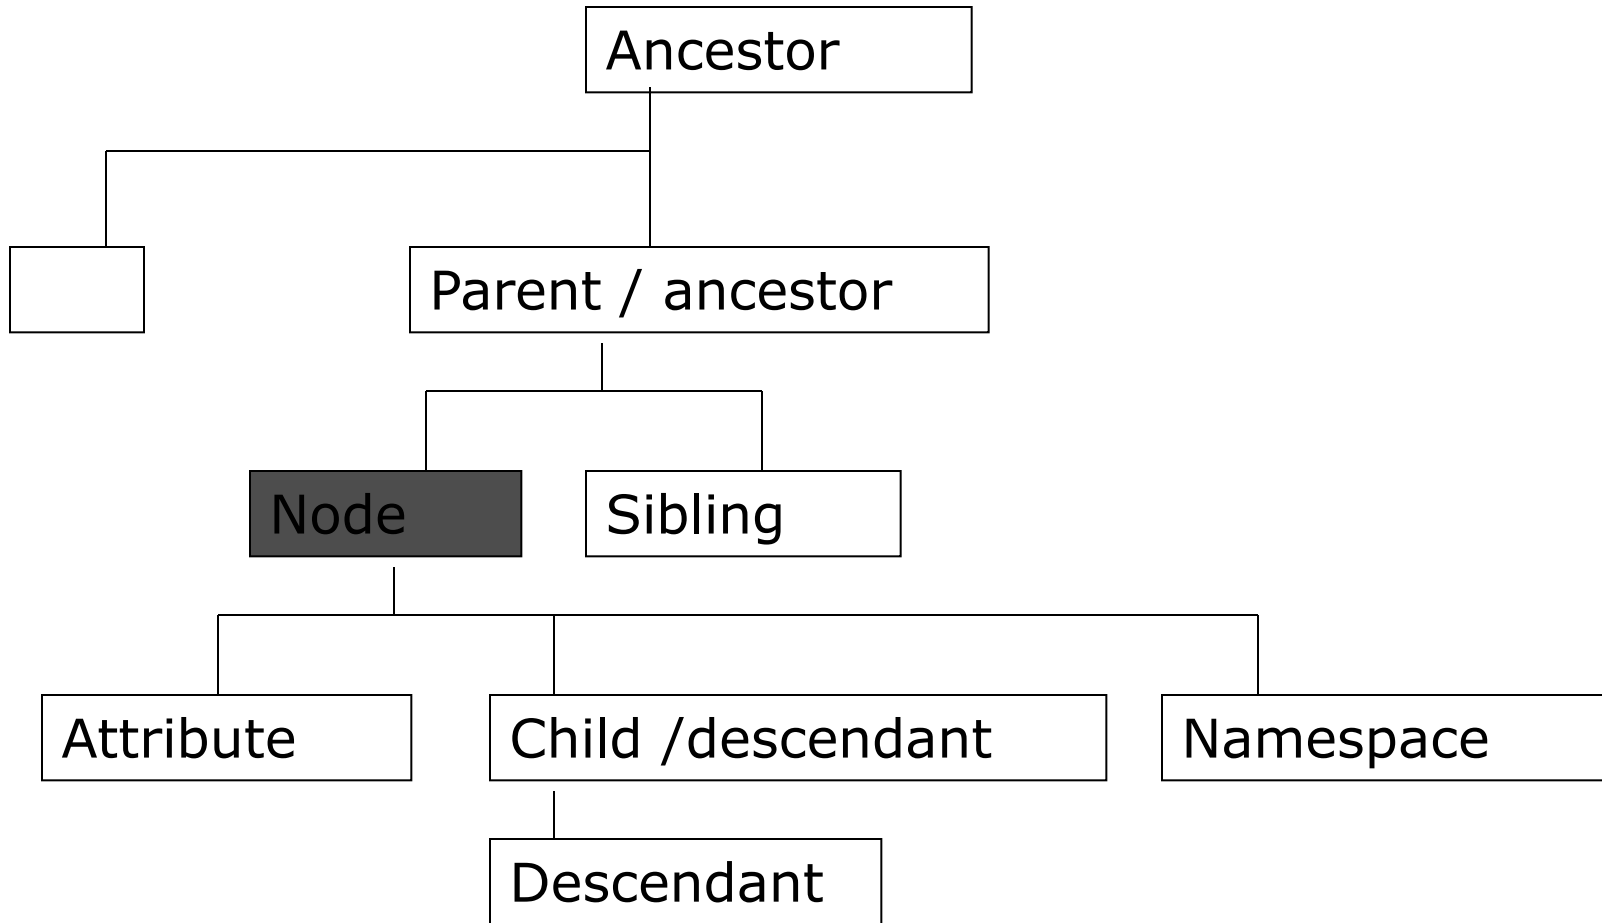 Ancestor
Parent / ancestor
Node
Sibling
Attribute
Child /descendant
Namespace
Descendant